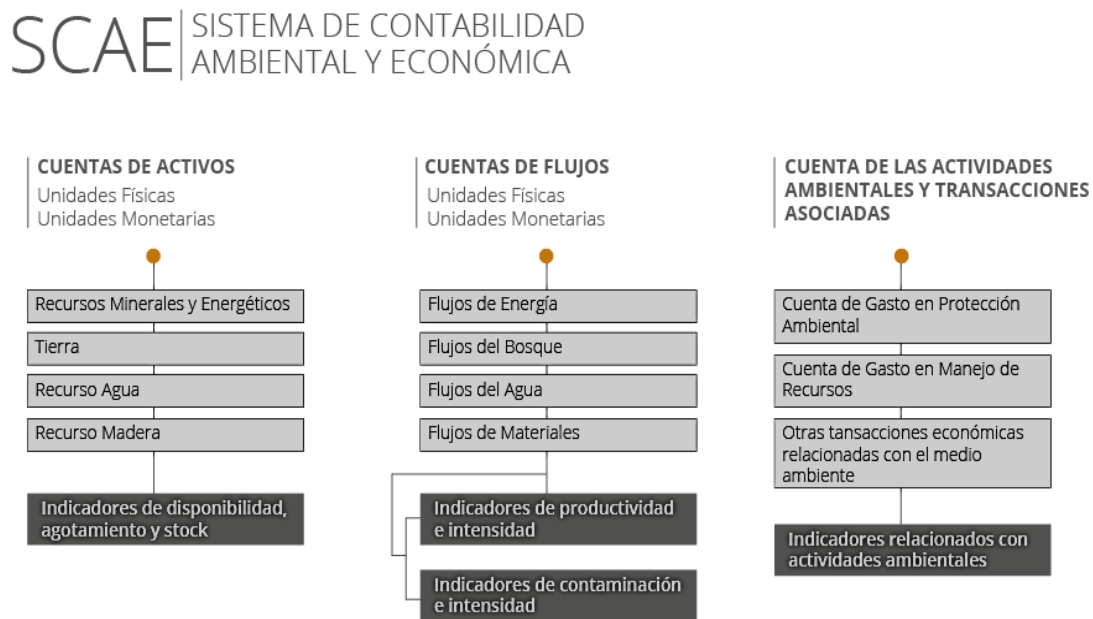 SCAE
SISTEMA DE CONTABILIDAD
AMBIENTAL Y ECONÓMICA
CUENTAS DE ACTIVOS
Unidades Físicas
Unidades Monetarias
Recursos Minerales y Energéticos
Tierra
Recurso Agua
Recurso Madera
Indicadores de disponibilidad,
agotamiento y stock
CUENTAS DE FLUJOS
Unidades Físicas
Unidades Monetarias
Flujos de Energía
Flujos del Bosque
Flujos del Agua
Flujos de Materiales
Indicadores de productividad
e intensidad
Indicadores de contaminación
e intensidad
CUENTA DE LAS ACTIVIDADES
AMBIENTALES Y TRANSACCIONES
ASOCIADAS
Cuenta de Gasto en Protección
Ambiental
Cuenta de Gasto en Manejo de
Recursos
Otras tansacciones económicas
relacionadas con el medio
ambiente
Indicadores relacionados con
actividades ambientales